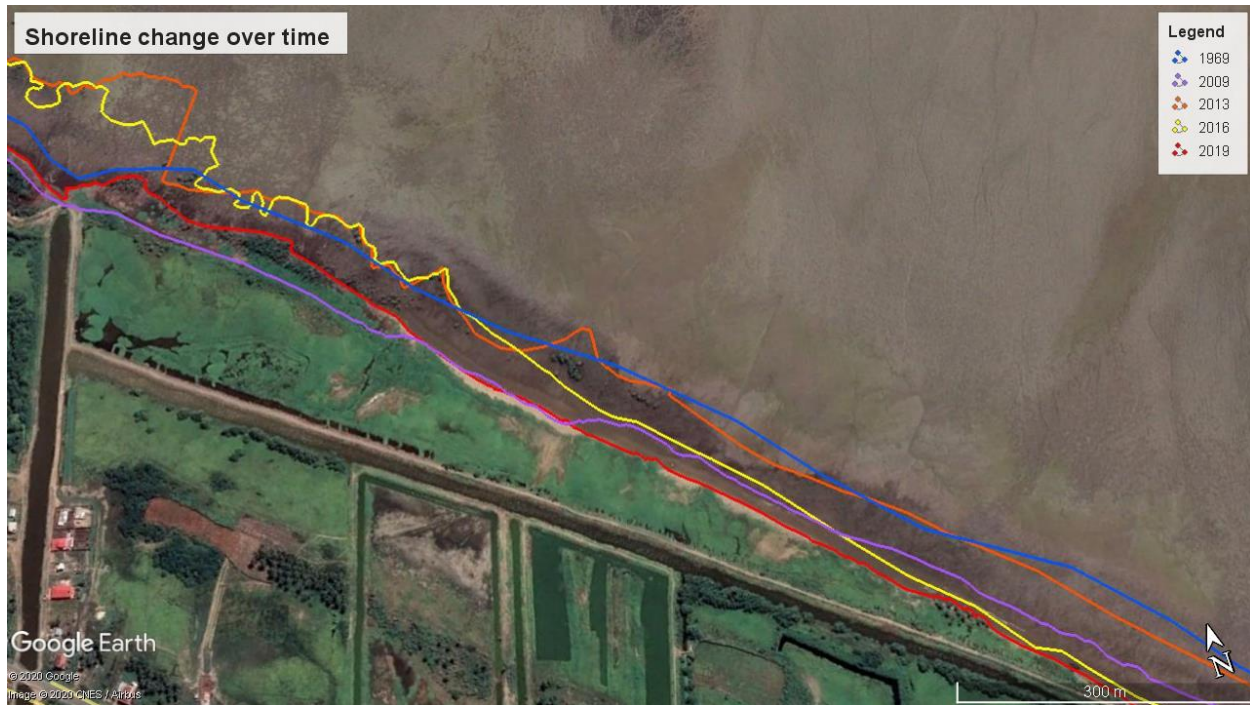 Shoreline change over time
Legend
1969
2009
2013
2016
2019
Google Earth
© 2020 Google
Image © 2020 CNES / Airbus
N
300 m